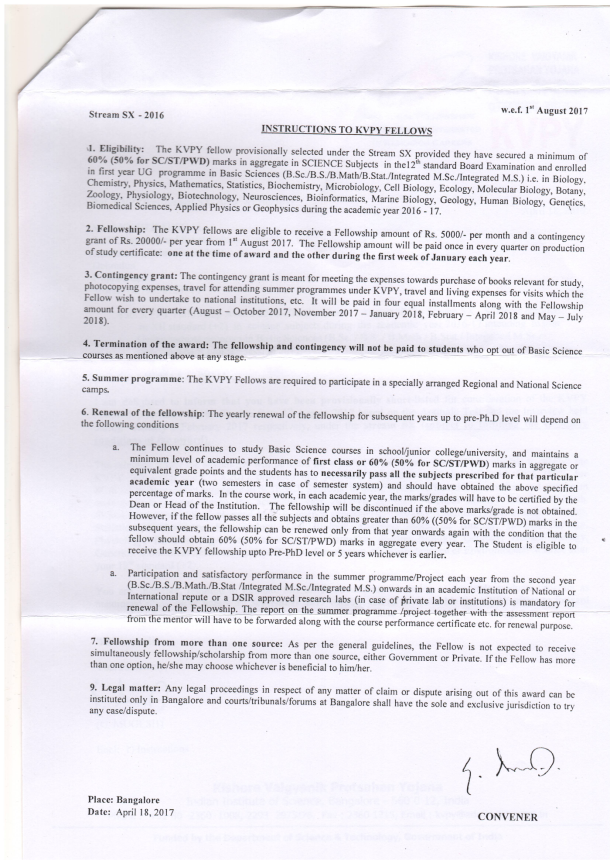 Stream SX - 2016
w.e.f. 1st August 2017
INSTRUCTIONS TO KVPY FELLOWS
1. Eligibility: The KVPY fellow provisionally selected under the Stream SX provided they have secured a minimum of
60% (50% for SC/ST/PWD) marks in aggregate in SCIENCE Subjects in the12th standard Board Examination and enrolled
in first year UG programme in Basic Sciences (B.Sc./B.S./B.Math/B.Stat./Integrated M.Sc./Integrated M.S.) i.e. in Biology,
Chemistry, Physics, Mathematics, Statistics, Biochemistry, Microbiology, Cell Biology, Ecology, Molecular Biology, Botany,
Zoology, Physiology, Biotechnology, Neurosciences, Bioinformatics, Marine Biology, Geology, Human Biology, Genetics,
Biomedical Sciences, Applied Physics or Geophysics during the academic year 2016 - 17.
2. Fellowship: The KVPY fellows are eligible to receive a Fellowship amount of Rs. 5000/- per month and a contingency
grant of Rs. 20000/- per year from 1st August 2017. The Fellowship amount will be paid once in every quarter on production
of study certificate: one at the time of award and the other during the first week of January each year.
3. Contingency grant: The contingency grant is meant for meeting the expenses towards purchase of books relevant for study,
photocopying expenses, travel for attending summer programmes under KVPY, travel and living expenses for visits which the
Fellow wish to undertake to national institutions, etc. It will be paid in four equal installments along with the Fellowship
amount for every quarter (August – October 2017, November 2017 – January 2018, February – April 2018 and May – July
2018).
4. Termination of the award: The fellowship and contingency will not be paid to students who opt out of Basic Science
courses as mentioned above at any stage.
5. Summer programme: The KVPY Fellows are required to participate in a specially arranged Regional and National Science
camps.
6. Renewal of the fellowship: The yearly renewal of the fellowship for subsequent years up to pre-Ph.D level will depend on
the following conditions
a. The Fellow continues to study Basic Science courses in school/junior college/university, and maintains a
minimum level of academic performance of first class or 60% (50% for SC/ST/PWD) marks in aggregate or
equivalent grade points and the students has to necessarily pass all the subjects prescribed for that particular
academic year (two semesters in case of semester system) and should have obtained the above specified
percentage of marks. In the course work, in each academic year, the marks/grades will have to be certified by the
Dean or Head of the Institution. The fellowship will be discontinued if the above marks/grade is not obtained.
However, if the fellow passes all the subjects and obtains greater than 60% ((50% for SC/ST/PWD) marks in the
subsequent years, the fellowship can be renewed only from that year onwards again with the condition that the
fellow should obtain 60% (50% for SC/ST/PWD) marks in aggregate every year. The Student is eligible to
receive the KVPY fellowship upto Pre-PhD level or 5 years whichever is earlier.
a. Participation and satisfactory performance in the summer programme/Project each year from the second year
(B.Sc./B.S./B.Math./B.Stat /Integrated M.Sc./Integrated M.S.) onwards in an academic Institution of National or
International repute or a DSIR approved research labs (in case of private lab or institutions) is mandatory for
renewal of the Fellowship. The report on the summer programme /project together with the assessment report
from the mentor will have to be forwarded along with the course performance certificate etc. for renewal purpose.
7. Fellowship from more than one source: As per the general guidelines, the Fellow is not expected to receive
simultaneously fellowship/scholarship from more than one source, either Government or Private. If the Fellow has more
than one option, he/she may choose whichever is beneficial to him/her.
9. Legal matter: Any legal proceedings in respect of any matter of claim or dispute arising out of this award can be
instituted only in Bangalore and courts/tribunals/forums at Bangalore shall have the sole and exclusive jurisdiction to try
any case/dispute.
Place: Bangalore
Date: April 18, 2017
CONVENER